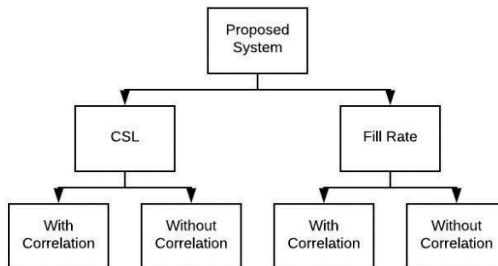 Proposed
System
CSL
Fill Rate
With
Correlation
Without
Correlation
With
Correlation
Without
Correlation